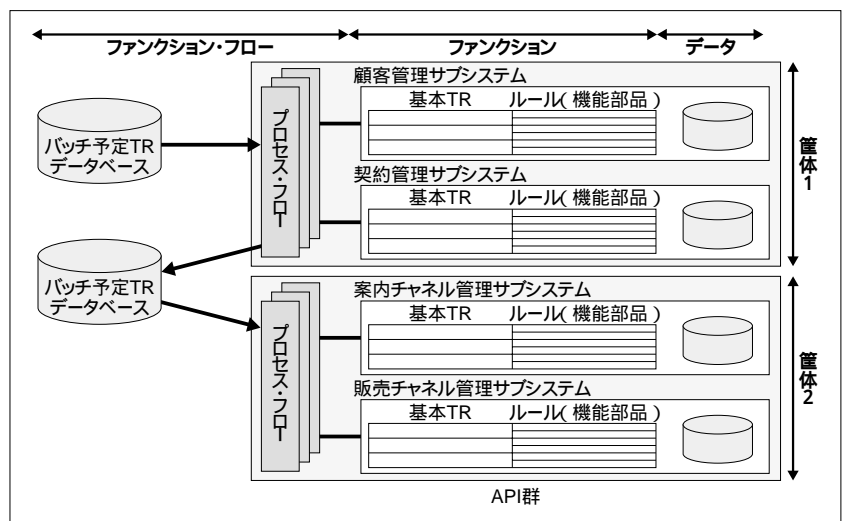 ファンクション・フロー
ファンクション
データ
顧客管理サブシステム
基本TR
ルール(機能部品)
プロセス・フロー
バッチ予定TR
データベース
契約管理サブシステム
基本TR
ルール(機能部品)
筐体1
バッチ予定TR
データベース
案内チャネル管理サブシステム
基本TR
ルール(機能部品)
プロセス・フロー
販売チャネル管理サブシステム
基本TR
ルール(機能部品)
筐体2
API群